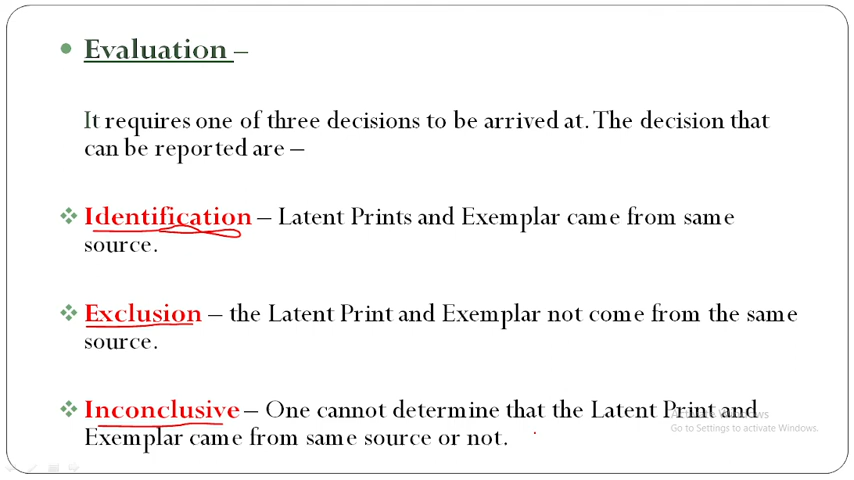 Evaluation –
It requires one of three decisions to be arrived at. The decision that
can be reported are –
Identification – Latent Prints and Exemplar came from same
source.
Exclusion – the Latent Print and Exemplar not come from the same
source.
Inconclusive – One cannot determine that the Latent Print and
Exemplar came from same source or not.
Activate Windows
Go to Settings to activate Windows.